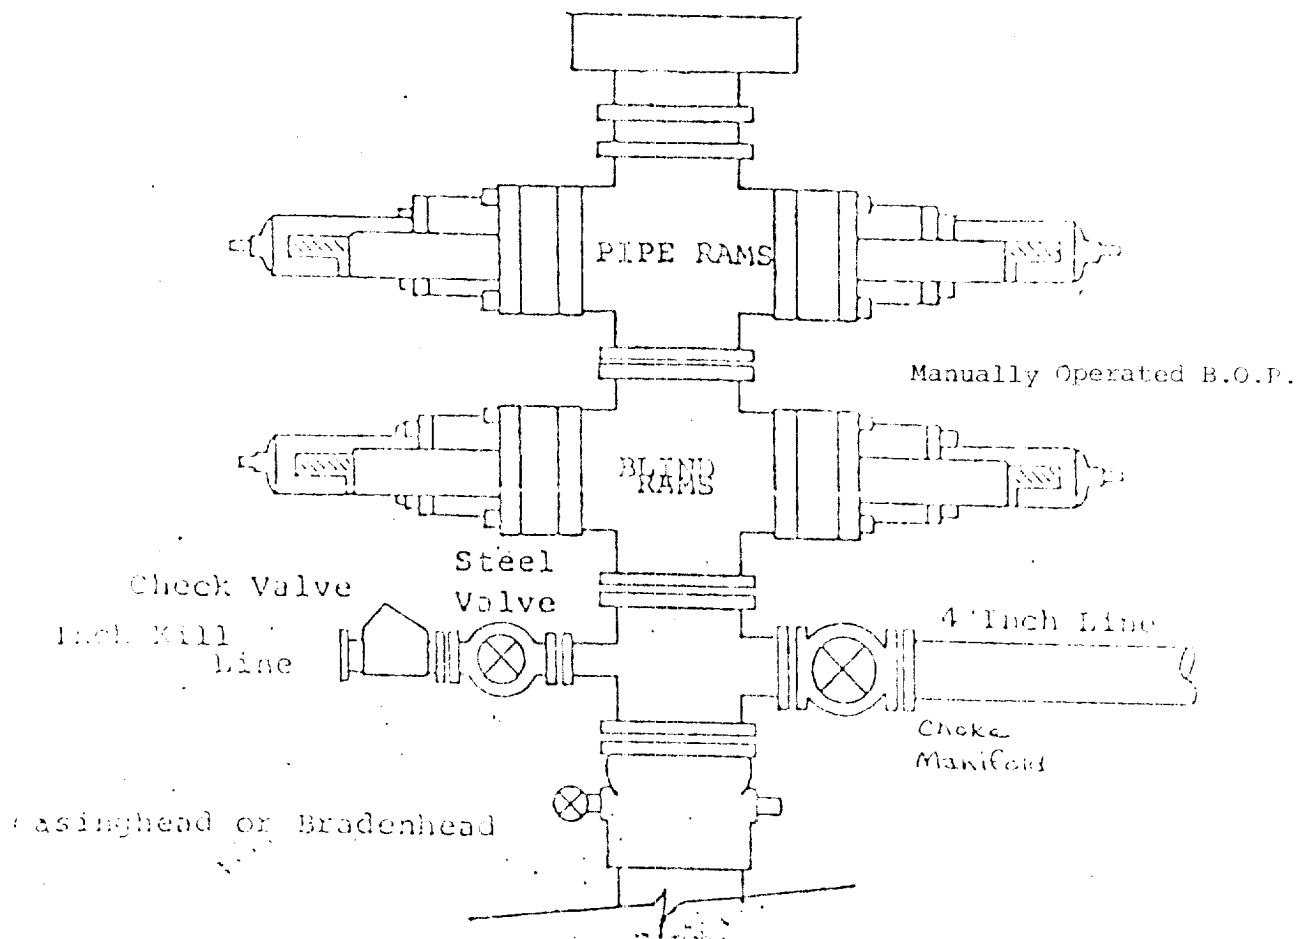 PIPE RAMS
Manually Operated B.O.P.
BLIND
RAMS
Steel
Valve
Check Valve
Inch Kill
Line
4 Inch Line
Choke
Manifold
asinghead or Bradenhead